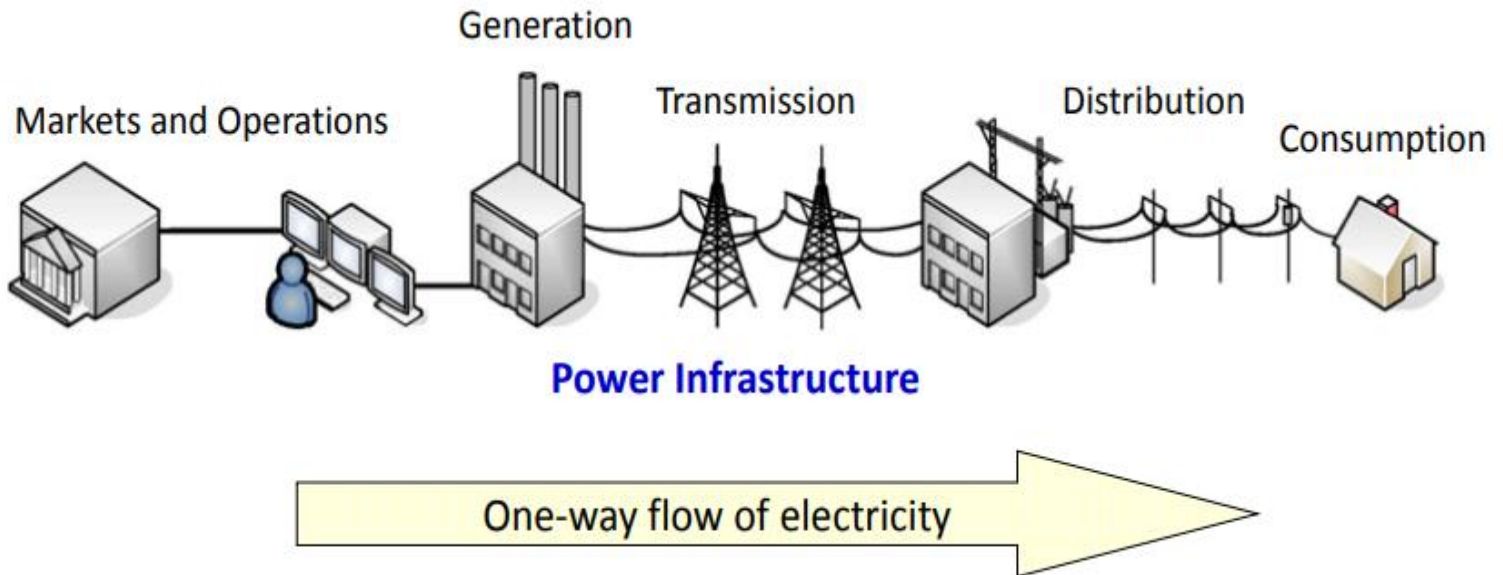 Generation
Markets and Operations
Transmission
Distribution
Consumption
Power Infrastructure
One-way flow of electricity